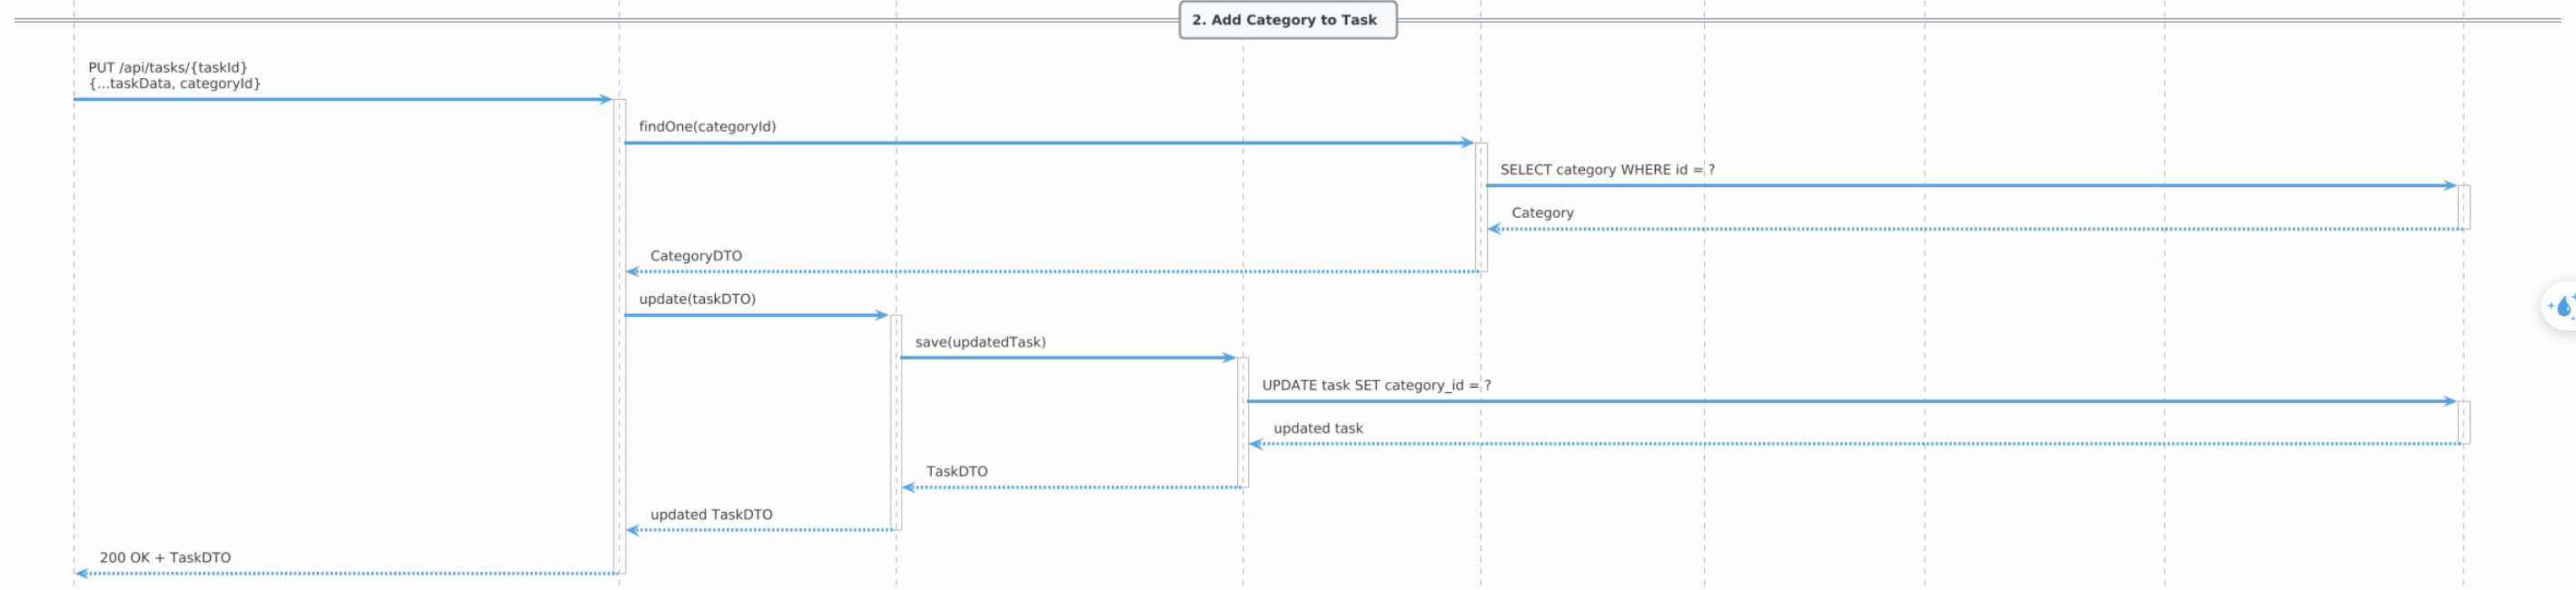 2. Add Category to Task
PUT /api/tasks/{taskId}
{...taskData, categoryId}
findOne(categoryId)
SELECT category WHERE id = ?
Category
CategoryDTO
update(taskDTO)
save(updatedTask)
UPDATE task SET category_id = ?
updated task
TaskDTO
updated TaskDTO
200 OK + TaskDTO